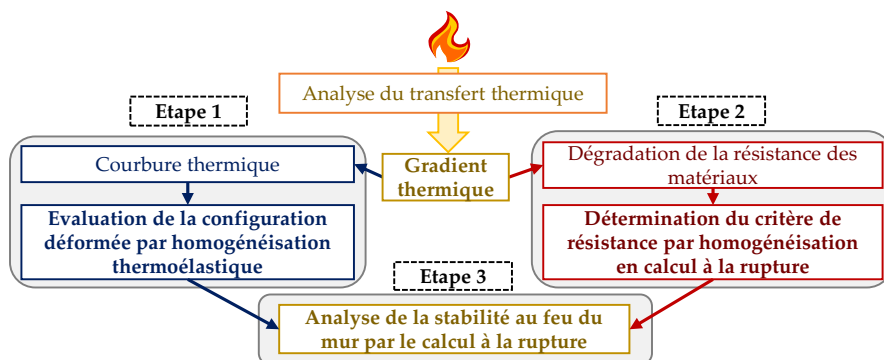 Analyse du transfert thermique
Etape 1
Etape 2
Courbure thermique
Gradient
thermique
Dégradation de la résistance des
matériaux
Evaluation de la configuration
déformée par homogénéisation
thermoélastique
Détermination du critère de
résistance par homogénéisation
en calcul à la rupture
Etape 3
Analyse de la stabilité au feu du
mur par le calcul à la rupture